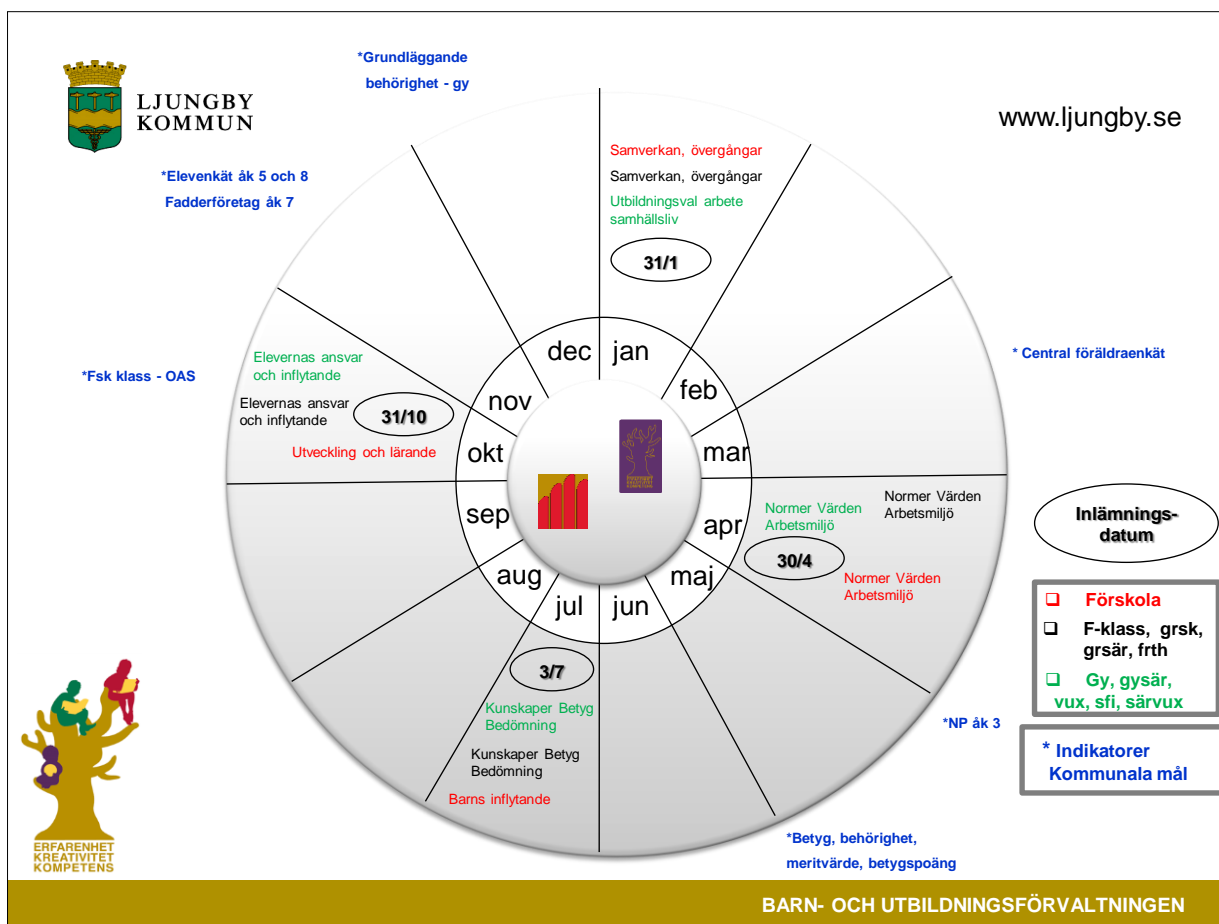 *Grundläggande
behörighet - gy
LJUNGBY
KOMMUN
www.ljungby.se
*Elevenkät åk 5 och 8
Fadderföretag åk 7
Samverkan, övergångar
Samverkan, övergångar
Utbildningsval arbete
samhällsliv
31/1
dec
jan
nov
feb
okt
mar
sep
apr
aug
maj
jul
jun
* Central föräldraenkät
*Fsk klass - OAS
Elevernas ansvar
och inflytande
Elevernas ansvar
och inflytande
31/10
Utveckling och lärande
ERFARENHET
KREATIVITET
KOMPETENS
Normer Värden
Arbetsmiljö
Normer Värden
Arbetsmiljö
30/4
Normer Värden
Arbetsmiljö
Inlämnings-
datum
Förskola
F-klass, grsk,
grsär, frth
Gy, gysär,
vux, sfi, särvux
* Indikatorer
Kommunala mål
3/7
Kunskaper Betyg
Bedömning
Kunskaper Betyg
Bedömning
Barns inflytande
*NP åk 3
*Betyg, behörighet,
meritvärde, betygspoäng
ERFARENHET
KREATIVITET
KOMPETENS
BARN- OCH UTBILDNINGSFÖRVALTNINGEN